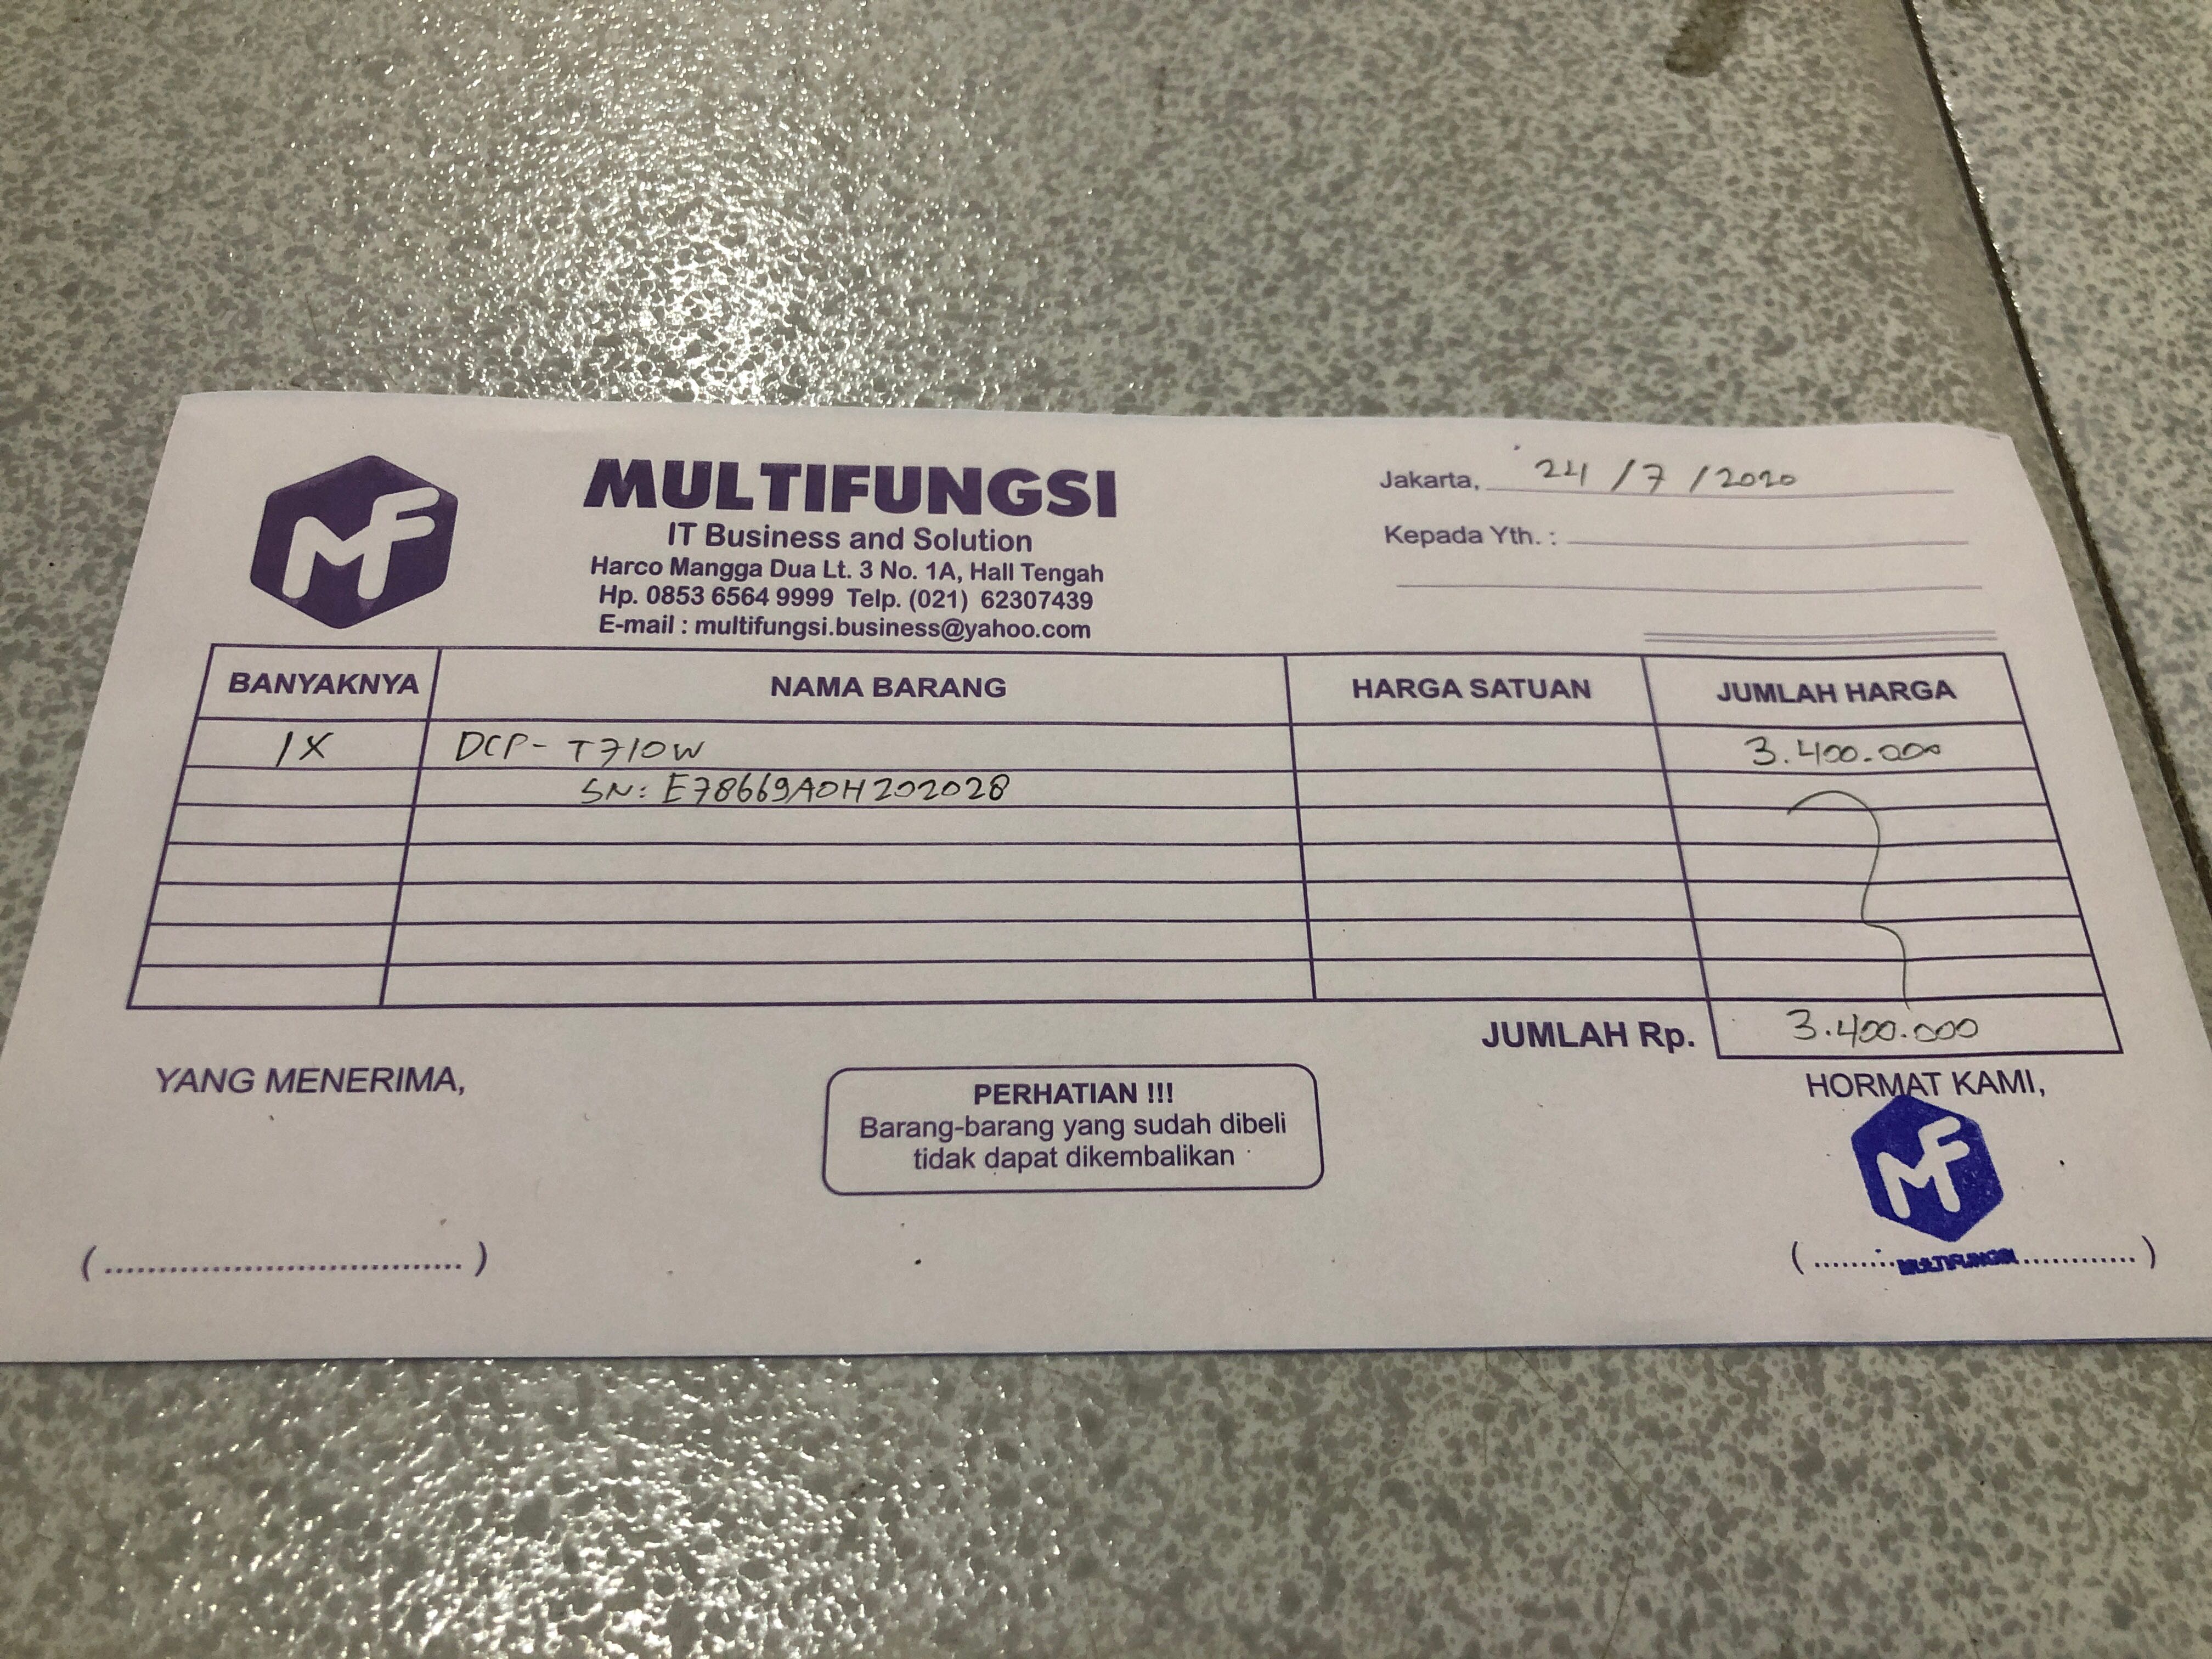 MF
MULTIFUNGSI
IT Business and Solution
Harco Mangga Dua Lt. 3 No. 1A, Hall Tengah
Hp. 0853 6564 9999 Telp. (021) 62307439
E-mail : multifungsi.business@yahoo.com
Jakarta, 24/7/2020
Kepada Yth. :
BANYAKNYA NAMA BARANG HARGA SATUAN JUMLAH HARGA
1X DCP- T710W 3.400.000
SN: E78669A0H202028
JUMLAH Rp. 3.400.000
YANG MENERIMA,
PERHATIAN !!!
Barang-barang yang sudah dibeli
tidak dapat dikembalikan
HORMAT KAMI,
MF
(....................................)
(.........MULTIFUNGSI.............)